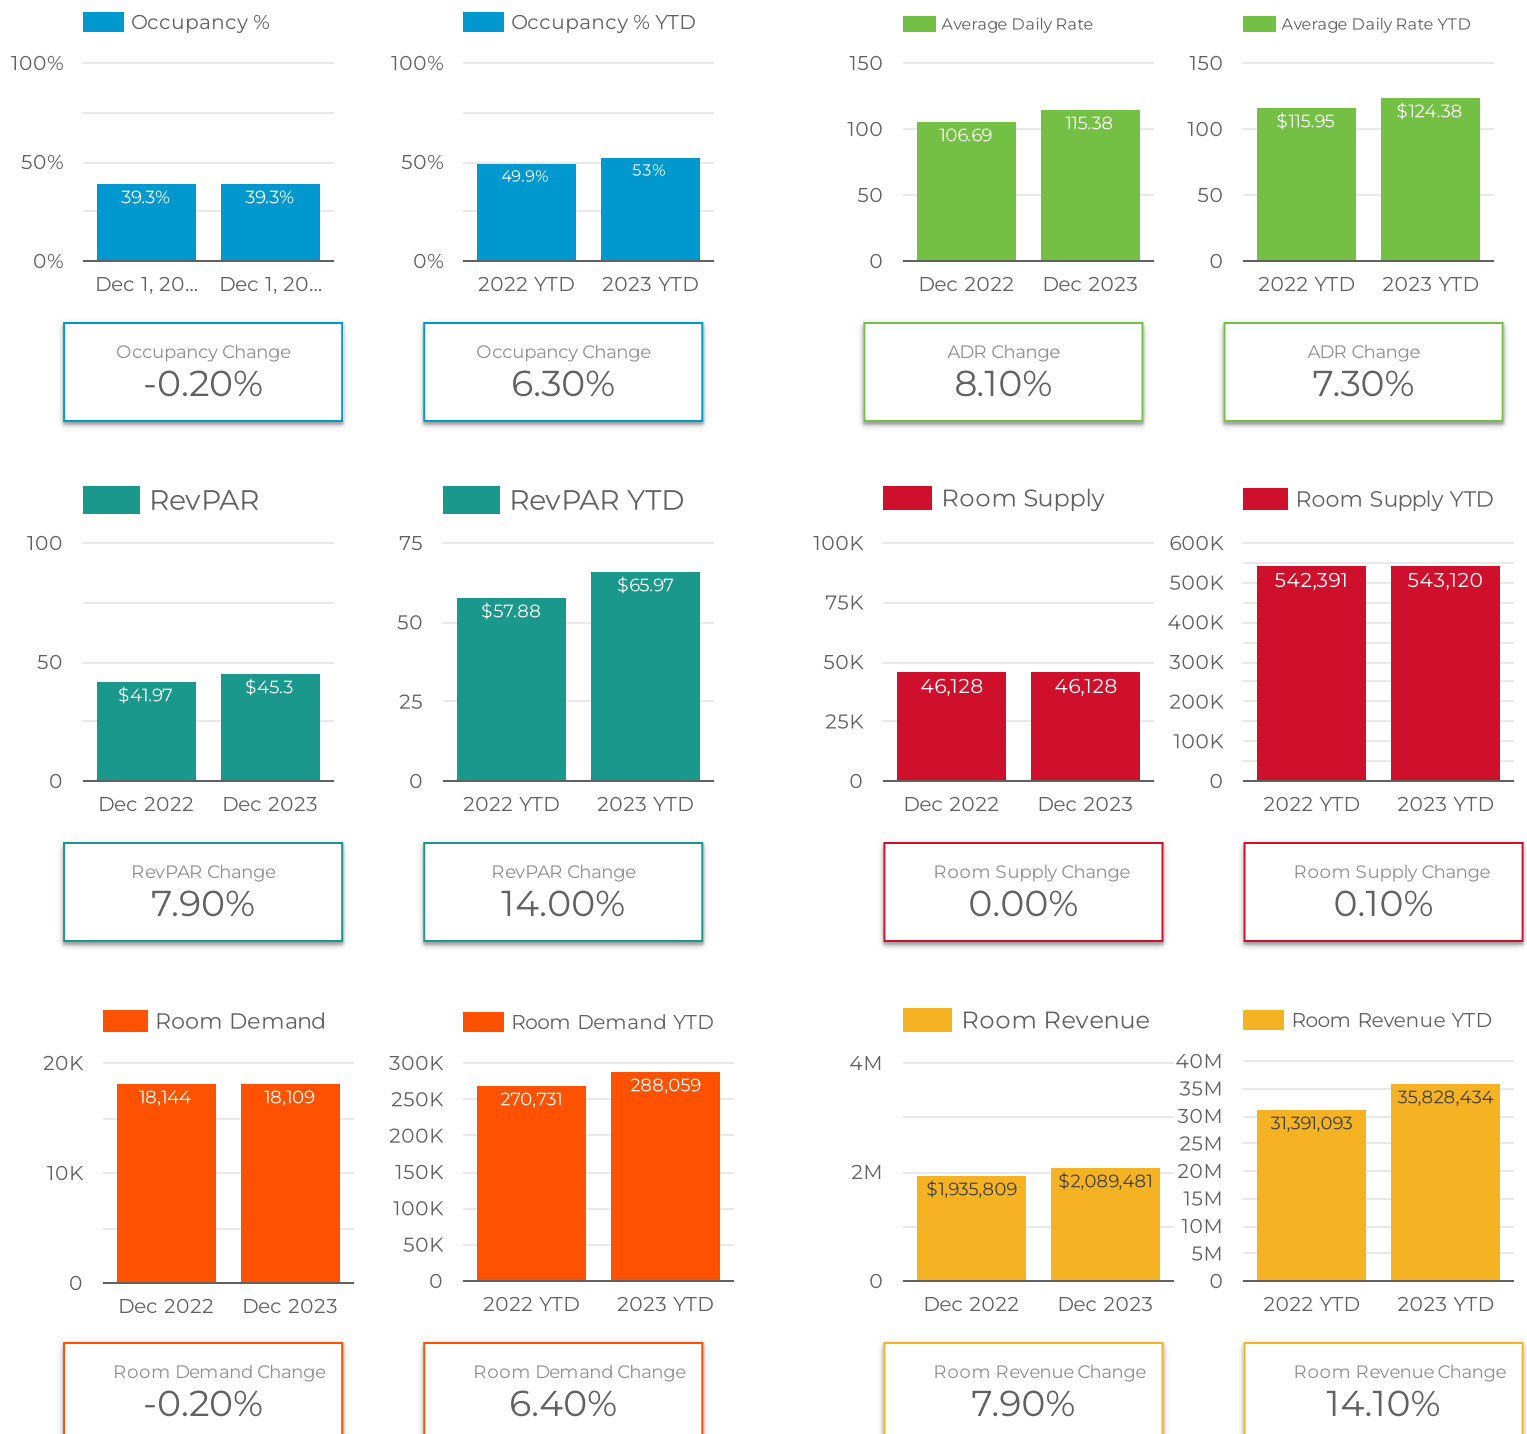 Occupancy %
100%
50%
0%
39.3%
39.3%
Dec 1, 20...
Dec 1, 20...
Occupancy Change
-0.20%
Occupancy % YTD
100%
50%
0%
49.9%
53%
2022 YTD
2023 YTD
Occupancy Change
6.30%
Average Daily Rate
150
100
50
0
106.69
115.38
Dec 2022
Dec 2023
ADR Change
8.10%
Average Daily Rate YTD
150
100
50
0
$115.95
$124.38
2022 YTD
2023 YTD
ADR Change
7.30%
RevPAR
100
50
0
$41.97
$45.3
Dec 2022
Dec 2023
RevPAR Change
7.90%
RevPAR YTD
75
50
25
0
$57.88
$65.97
2022 YTD
2023 YTD
RevPAR Change
14.00%
Room Supply
100K
75K
50K
25K
0
46,128
46,128
Dec 2022
Dec 2023
Room Supply Change
0.00%
Room Supply YTD
600K
500K
400K
300K
200K
100K
0
542,391
543,120
2022 YTD
2023 YTD
Room Supply Change
0.10%
Room Demand
20K
10K
0
18,144
18,109
Dec 2022
Dec 2023
Room Demand Change
-0.20%
Room Demand YTD
300K
250K
200K
150K
100K
50K
0
270,731
288,059
2022 YTD
2023 YTD
Room Demand Change
6.40%
Room Revenue
4M
2M
0
$1,935,809
$2,089,481
Dec 2022
Dec 2023
Room Revenue Change
7.90%
Room Revenue YTD
40M
35M
30M
25M
20M
15M
10M
5M
0
31,391,093
35,828,434
2022 YTD
2023 YTD
Room Revenue Change
14.10%